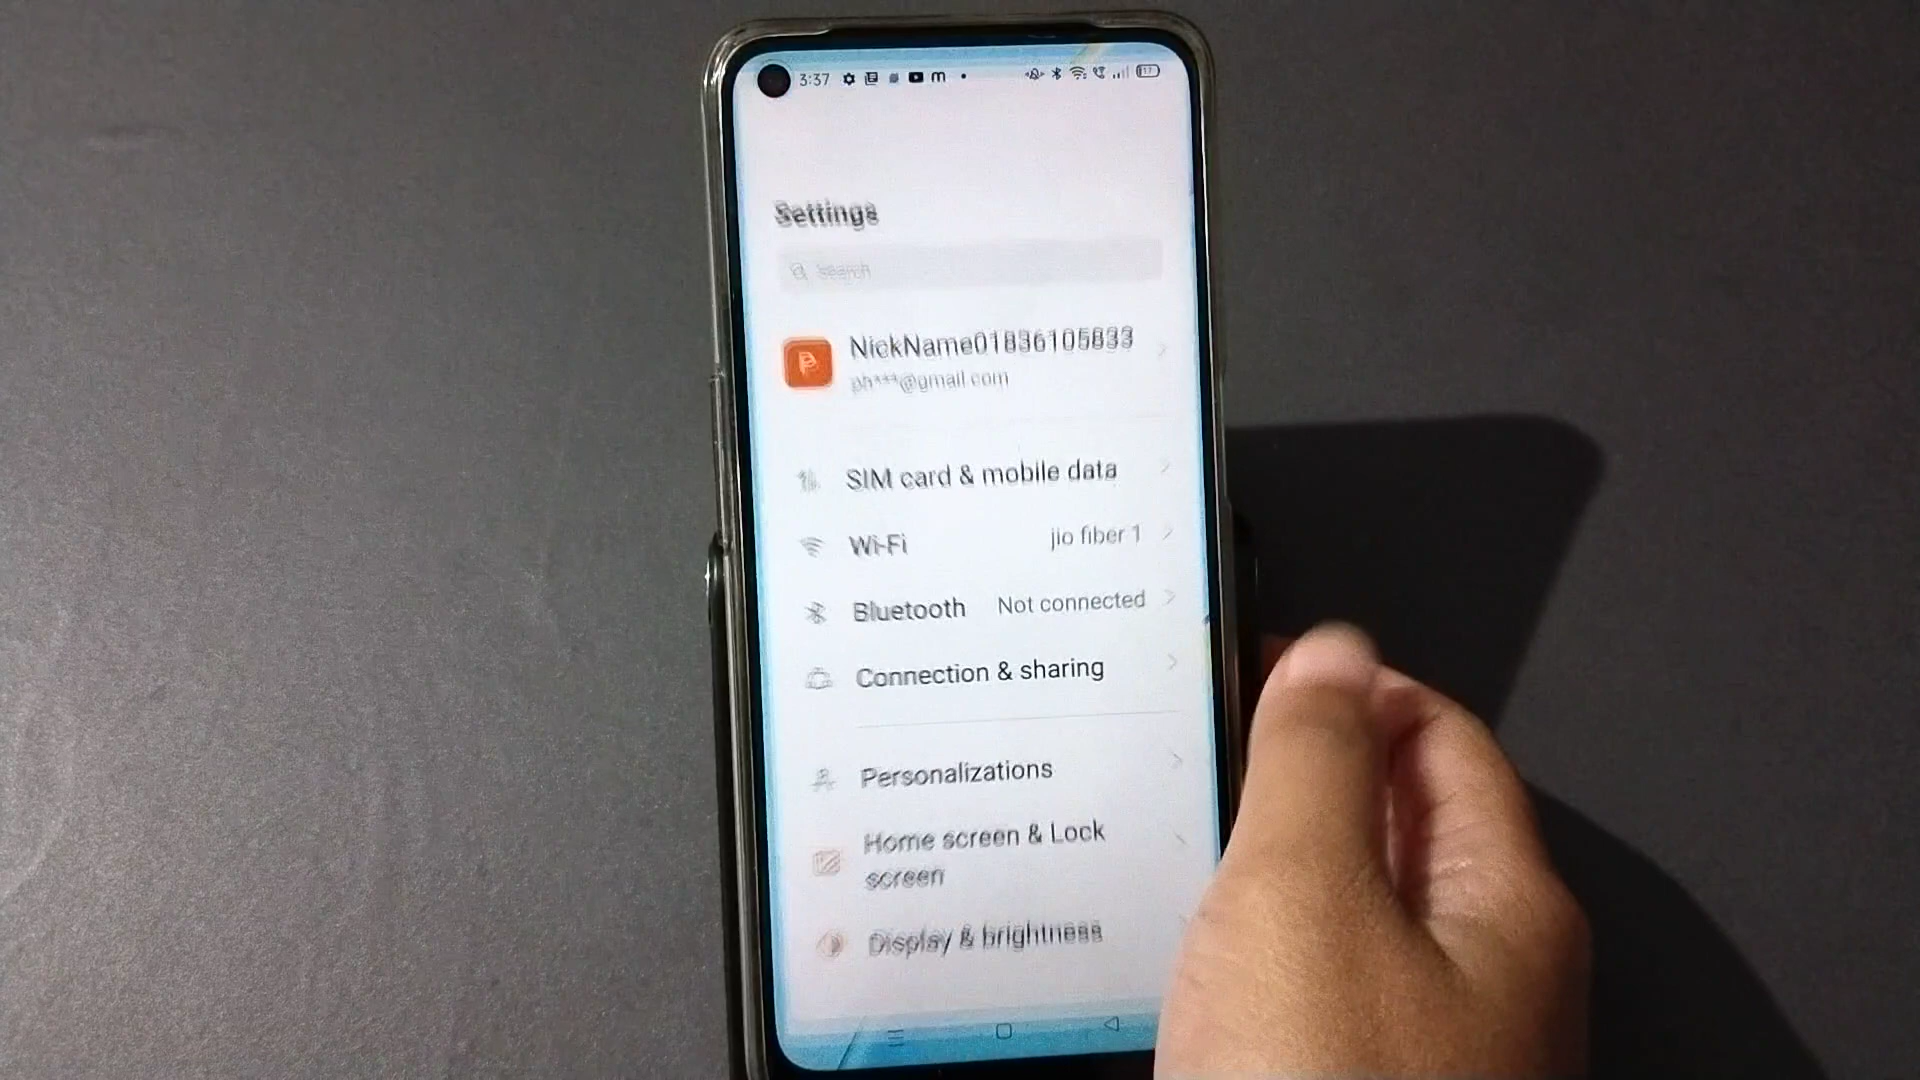 3:37 m
Settings
Search
NickName01836105833
ph***@gmail.com
SIM card & mobile data
Wi-Fi jio fiber 1
Bluetooth Not connected
Connection & sharing
Personalizations
Home screen & Lock
screen
Display & brightness